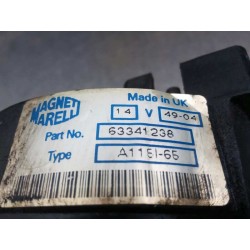 Made in UK
MAGNETI
MARELLI
14 V 49-04
Part No. 63341238
Type A115I-65